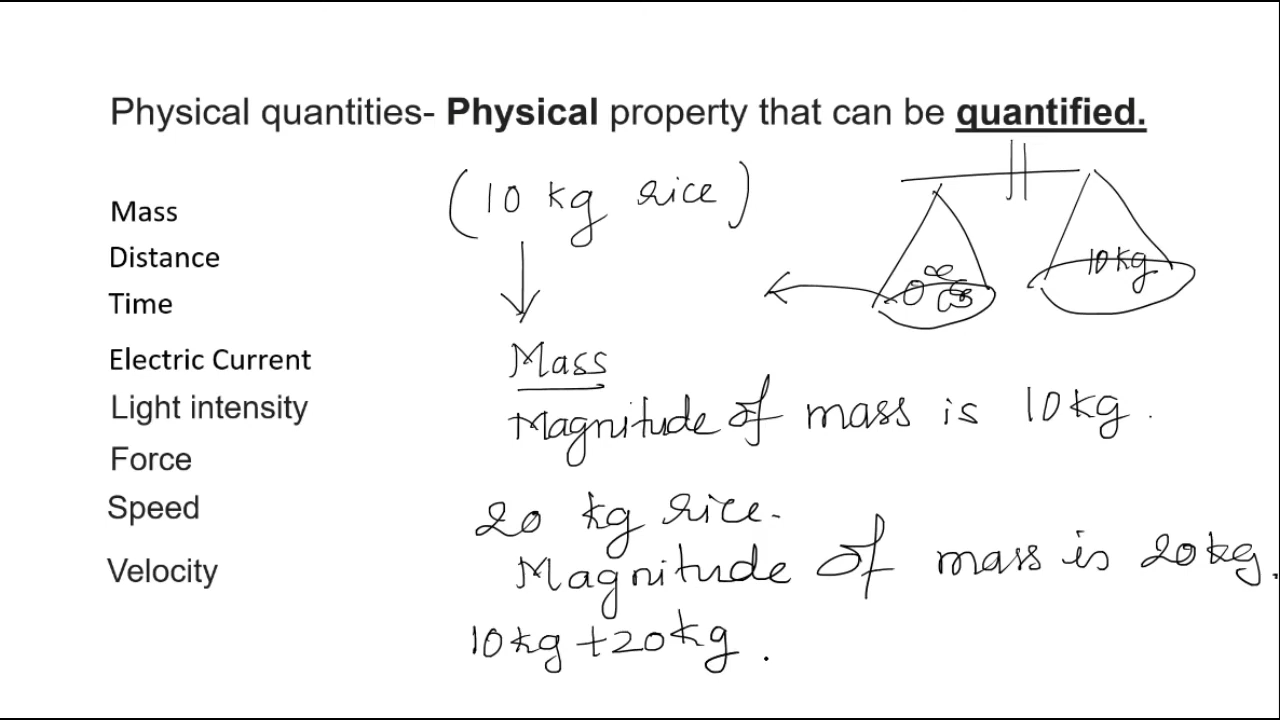 Physical quantities- Physical property that can be quantified.
Mass
Distance
Time
Electric Current
Light intensity
Force
Speed
Velocity
(10 kg rice)
10kg
Mass
Magnitude of mass is 10kg.
20 kg rice.
Magnitude of mass is 20kg.
10kg + 20kg.